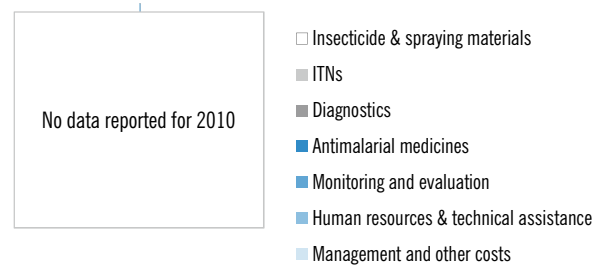 No data reported for 2010
Insecticide & spraying materials
ITNs
Diagnostics
Antimalarial medicines
Monitoring and evaluation
Human resources & technical assistance
Management and other costs